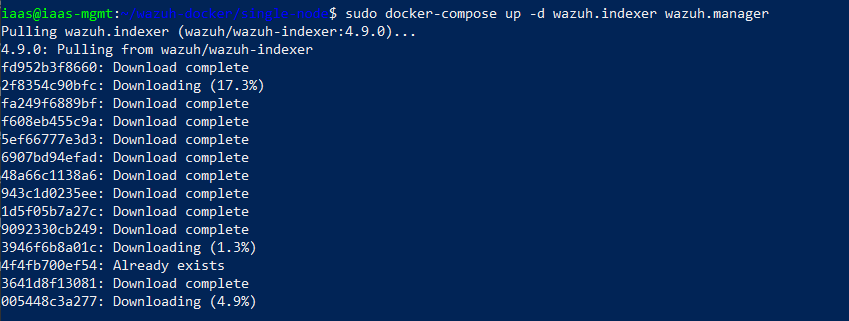 iaas@iaas-mgmt:~/wazuh-docker/single-node$ sudo docker-compose up -d wazuh.indexer wazuh.manager
Pulling wazuh.indexer (wazuh/wazuh-indexer:4.9.0)...
4.9.0: Pulling from wazuh/wazuh-indexer
fd952b3f8660: Download complete
2f8354c90bfc: Downloading (17.3%)
fa249f6889bf: Download complete
f608eb455c9a: Download complete
5ef66777e3d3: Download complete
6907bd94efad: Download complete
48a66c1138a6: Download complete
943c1d0235ee: Download complete
1d5f05b7a27c: Download complete
9092330cb249: Download complete
3946f6b8a01c: Downloading (1.3%)
4f4fb700ef54: Already exists
3641d8f13081: Download complete
005448c3a277: Downloading (4.9%)